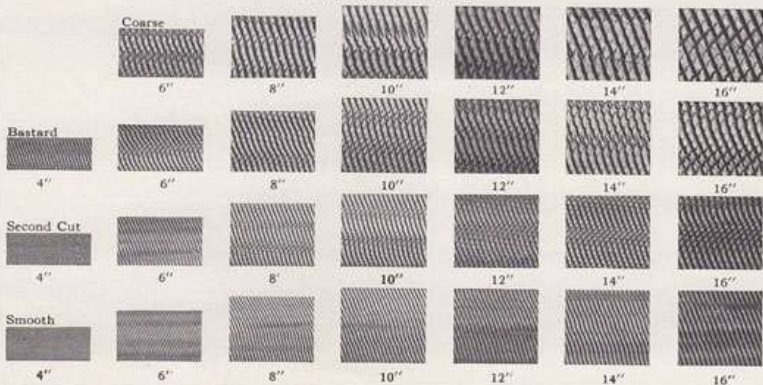 Coarse
6" 8" 10" 12" 14" 16"
Bastard
4" 6" 8" 10" 12" 14" 16"
Second Cut
4" 6" 8' 10" 12" 14" 16"
Smooth
4" 6" 8" 10" 12" 14" 16"